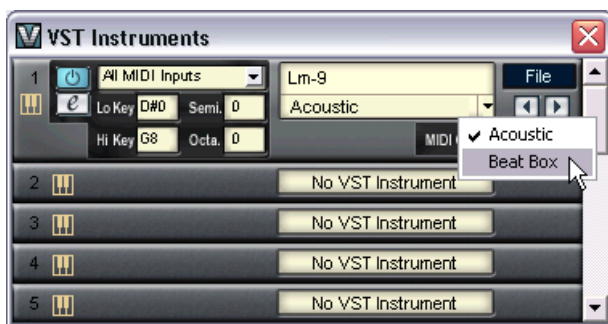 VST Instruments
1 All MIDI Inputs Lm-9 File
e Lo Key D#0 Semi. 0 Acoustic
Hi Key G8 Octa. 0 MIDI
Acoustic
Beat Box
2 No VST Instrument
3 No VST Instrument
4 No VST Instrument
5 No VST Instrument